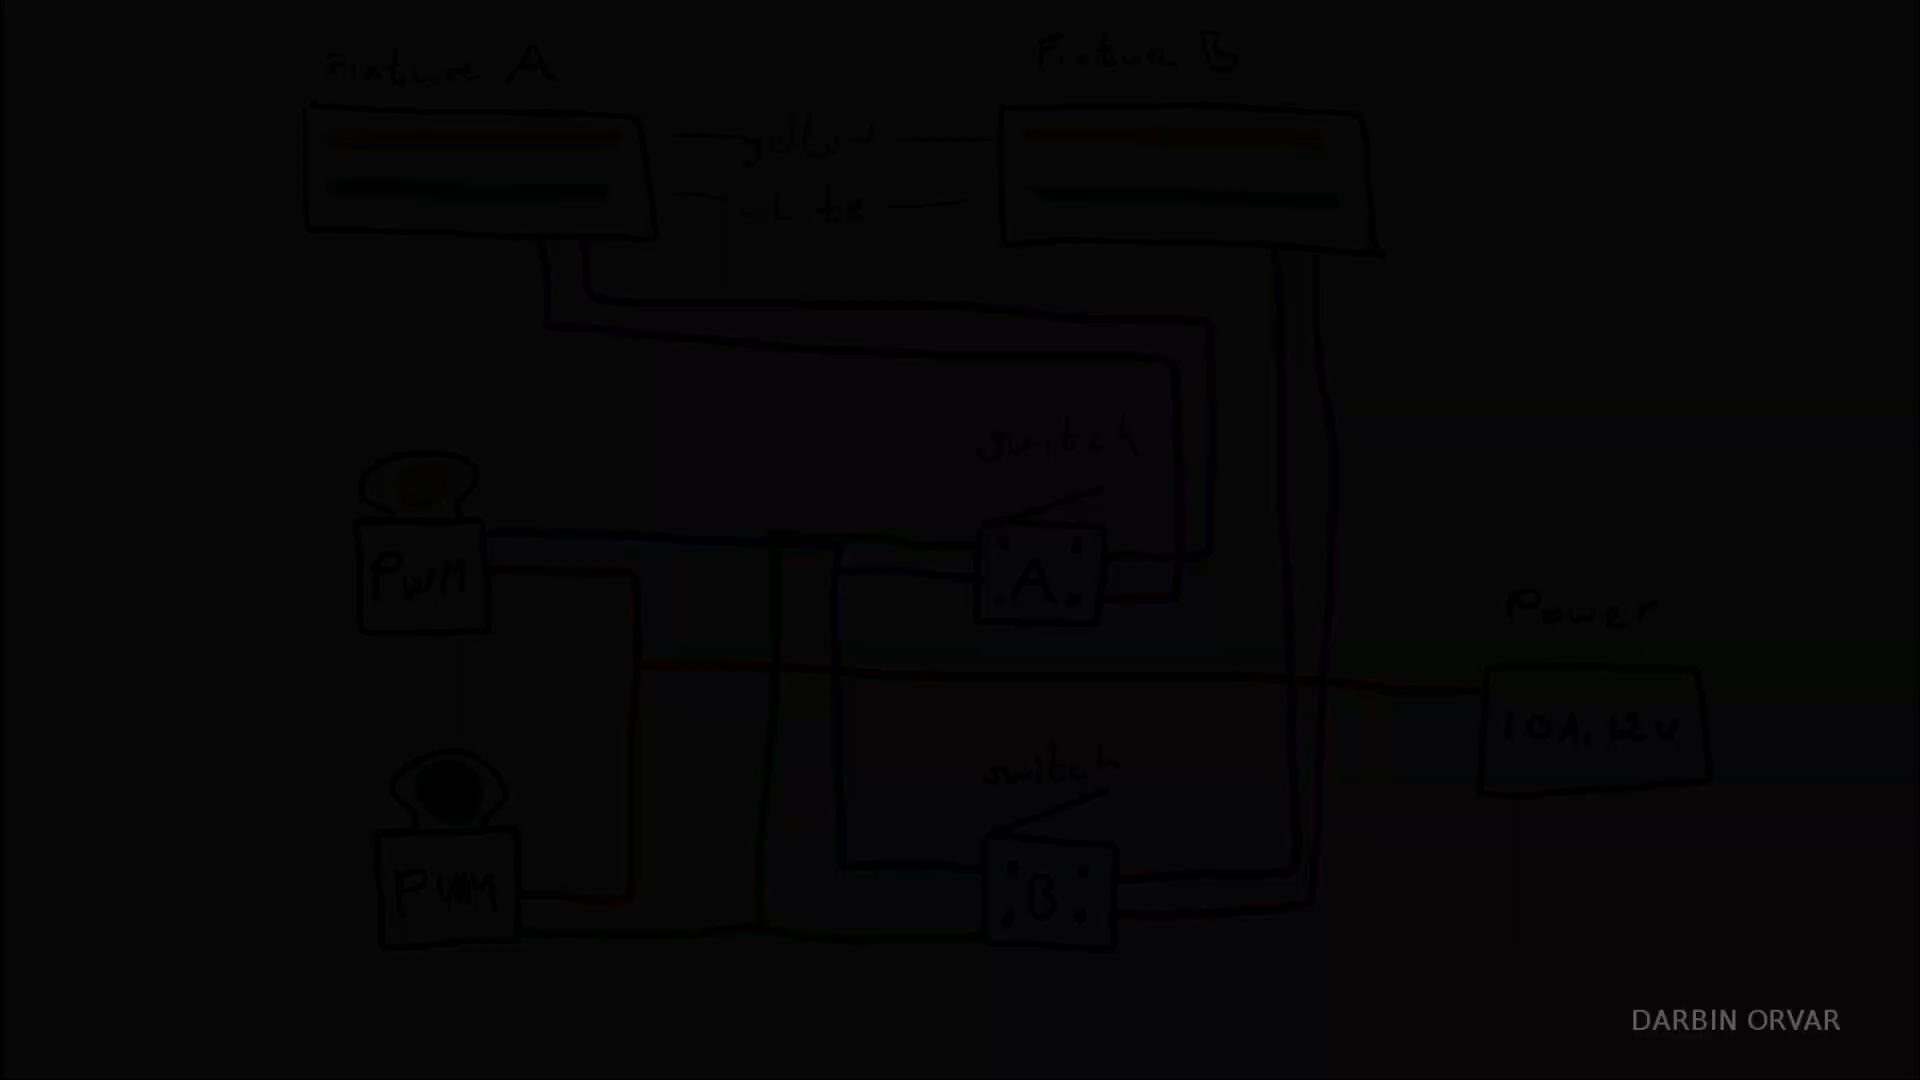 Fixture A
Fixture B
yellow
white
switch
PWM
A
Power
10A, 12v
switch
PWM
B
DARBIN ORVAR